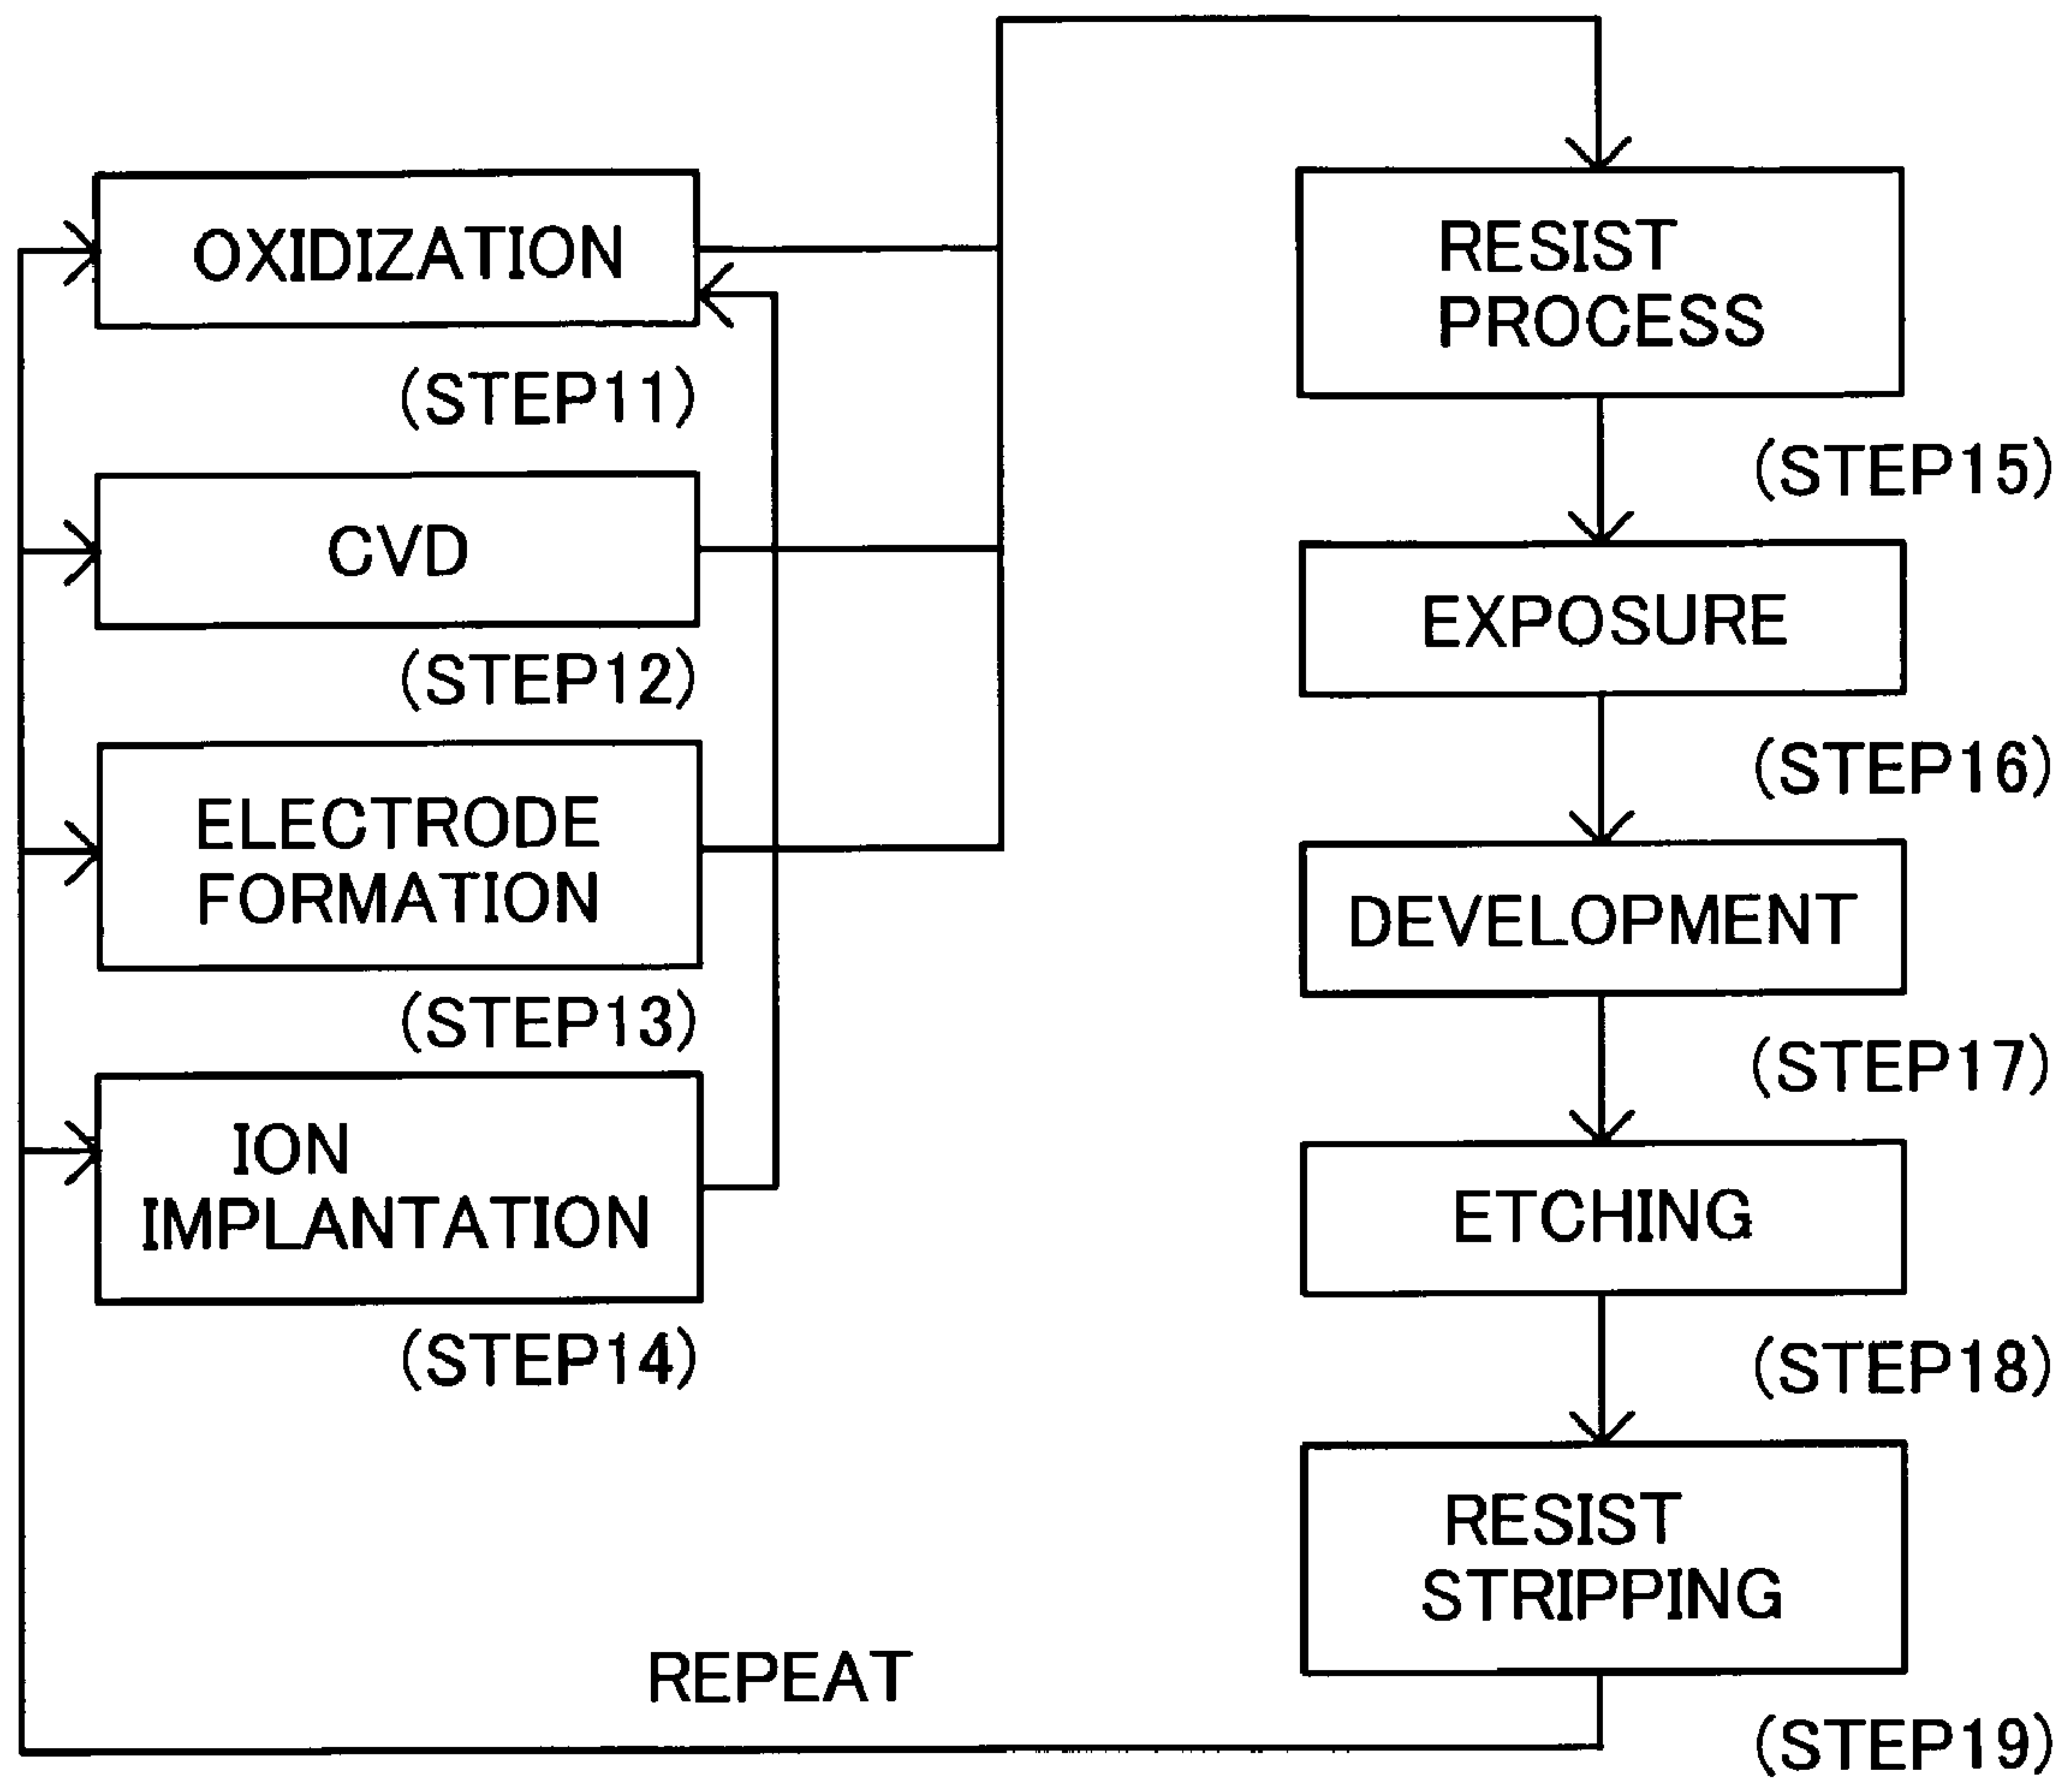 OXIDIZATION
(STEP11)
CVD
(STEP12)
ELECTRODE
FORMATION
(STEP13)
ION
IMPLANTATION
(STEP14)
RESIST
PROCESS
(STEP15)
EXPOSURE
(STEP16)
DEVELOPMENT
(STEP17)
ETCHING
(STEP18)
RESIST
STRIPPING
(STEP19)
REPEAT